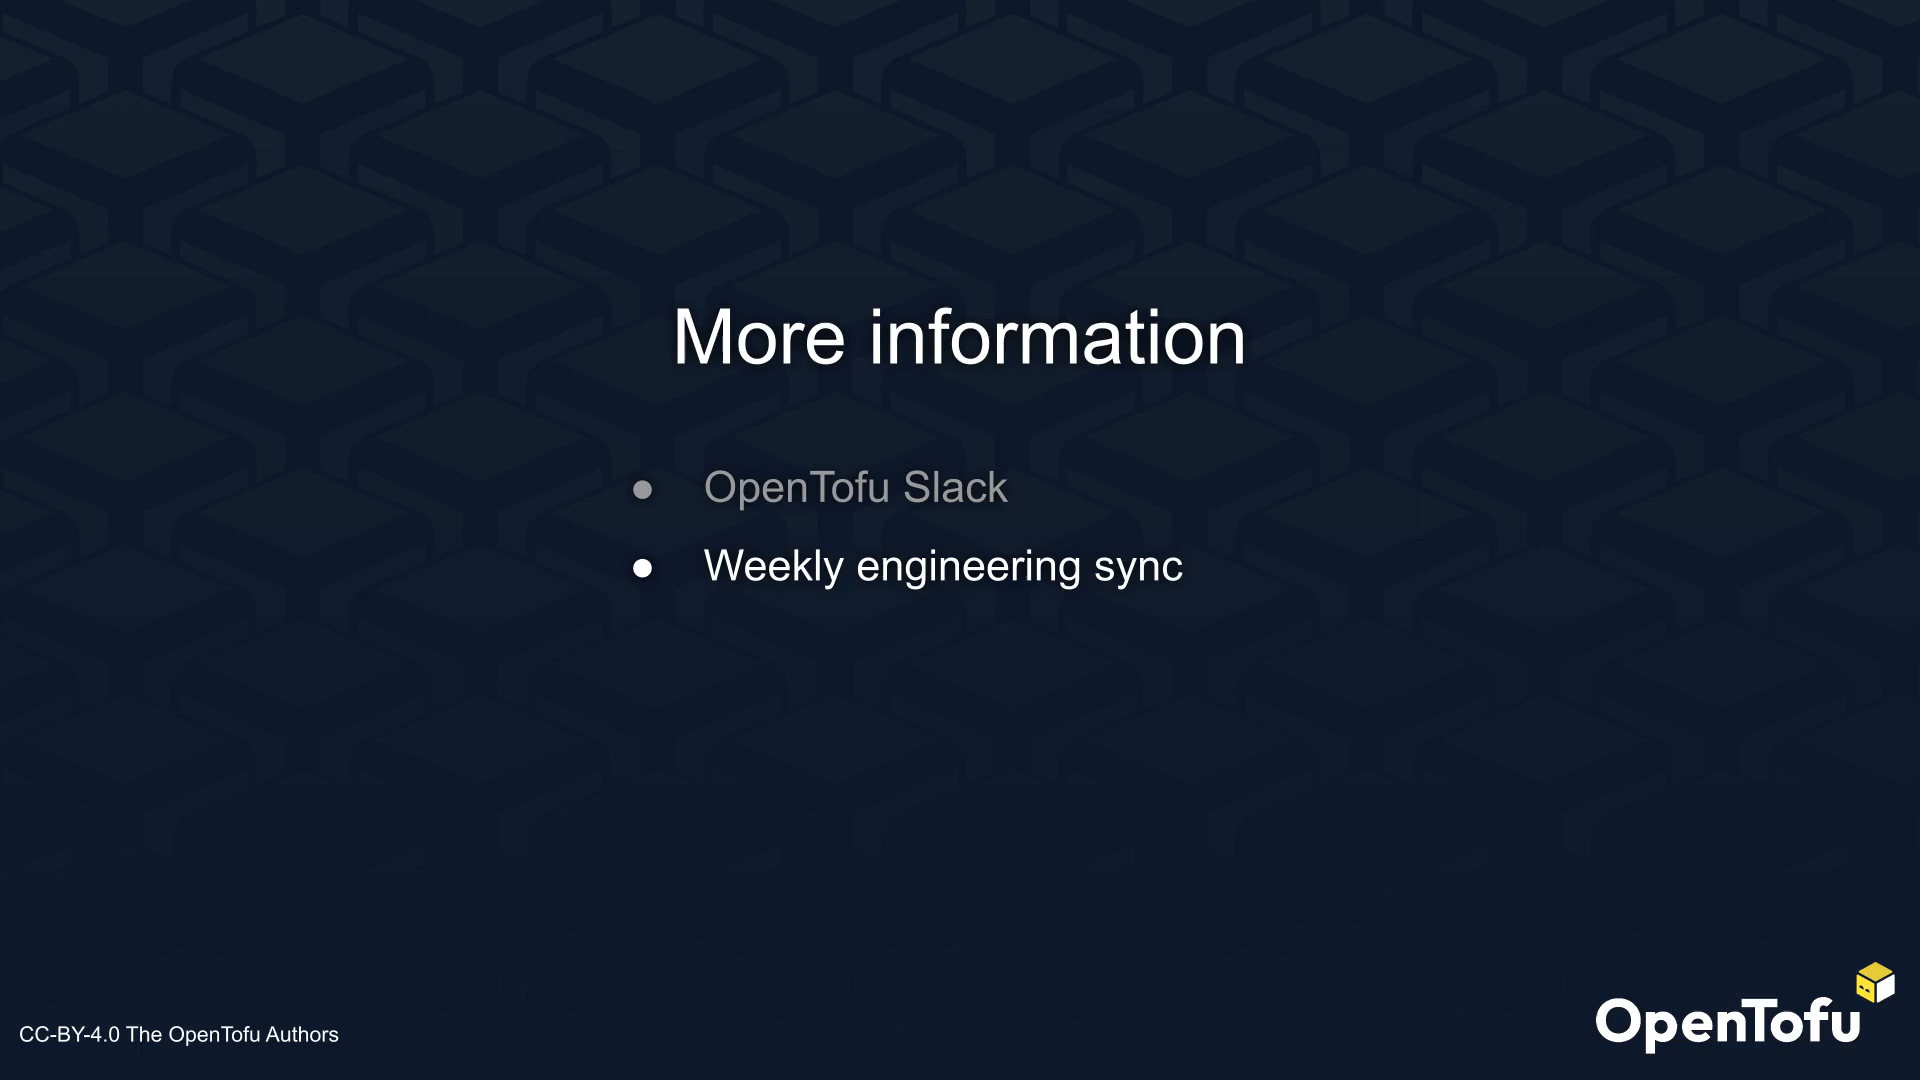 More information
● OpenTofu Slack
● Weekly engineering sync
CC-BY-4.0 The OpenTofu Authors
OpenTofu